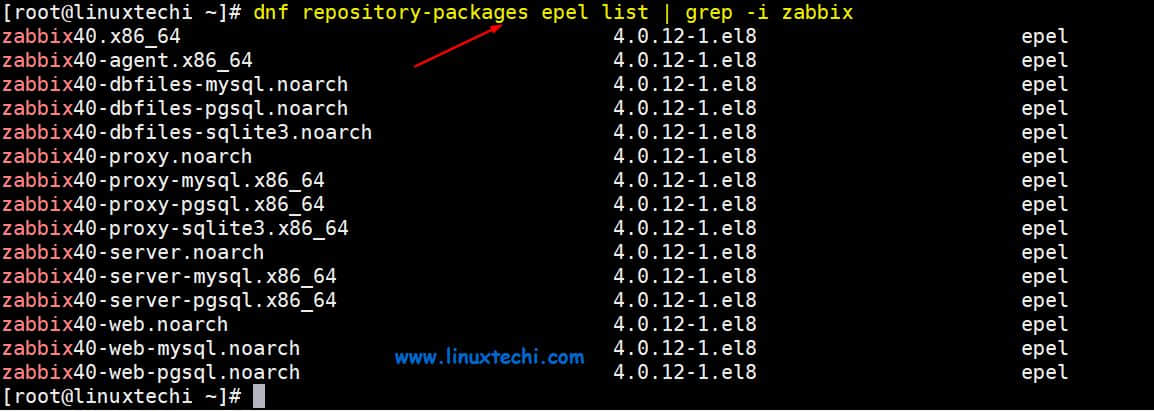 [root@linuxtechi ~]# dnf repository-packages epel list | grep -i zabbix
zabbix40.x86_64 4.0.12-1.el8 epel
zabbix40-agent.x86_64 4.0.12-1.el8 epel
zabbix40-dbfiles-mysql.noarch 4.0.12-1.el8 epel
zabbix40-dbfiles-pgsql.noarch 4.0.12-1.el8 epel
zabbix40-dbfiles-sqlite3.noarch 4.0.12-1.el8 epel
zabbix40-proxy.noarch 4.0.12-1.el8 epel
zabbix40-proxy-mysql.x86_64 4.0.12-1.el8 epel
zabbix40-proxy-pgsql.x86_64 4.0.12-1.el8 epel
zabbix40-proxy-sqlite3.x86_64 4.0.12-1.el8 epel
zabbix40-server.noarch 4.0.12-1.el8 epel
zabbix40-server-mysql.x86_64 4.0.12-1.el8 epel
zabbix40-server-pgsql.x86_64 4.0.12-1.el8 epel
zabbix40-web.noarch 4.0.12-1.el8 epel
zabbix40-web-mysql.noarch 4.0.12-1.el8 epel
zabbix40-web-pgsql.noarch 4.0.12-1.el8 epel
www.linuxtechi.com
[root@linuxtechi ~]#